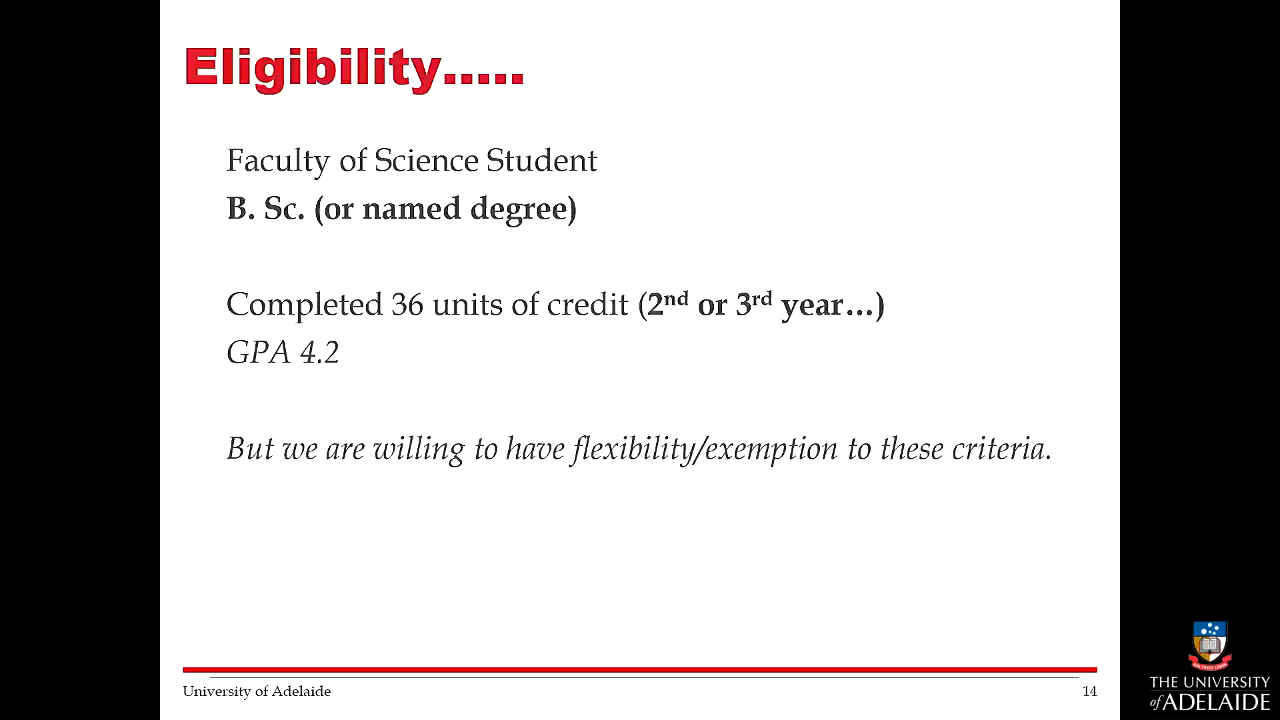 Eligibility.....
Faculty of Science Student
B. Sc. (or named degree)
Completed 36 units of credit (2nd or 3rd year…)
GPA 4.2
But we are willing to have flexibility/exemption to these criteria.
University of Adelaide
14
THE UNIVERSITY
of ADELAIDE